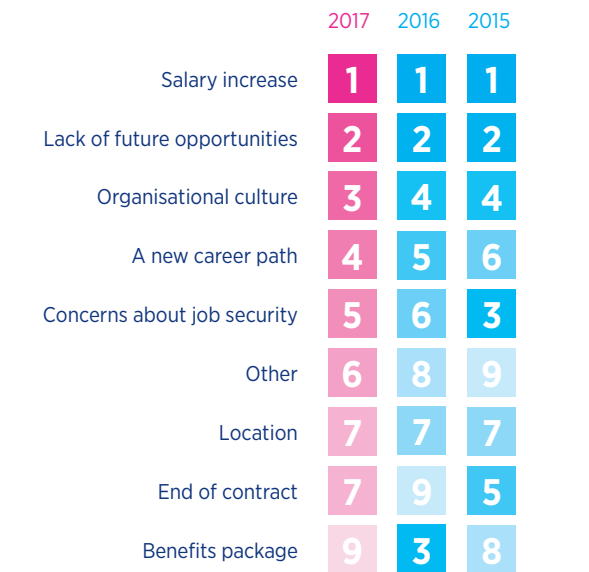 2017 2016 2015
Salary increase 1 1 1
Lack of future opportunities 2 2 2
Organisational culture 3 4 4
A new career path 4 5 6
Concerns about job security 5 6 3
Other 6 8 9
Location 7 7 7
End of contract 7 9 5
Benefits package 9 3 8